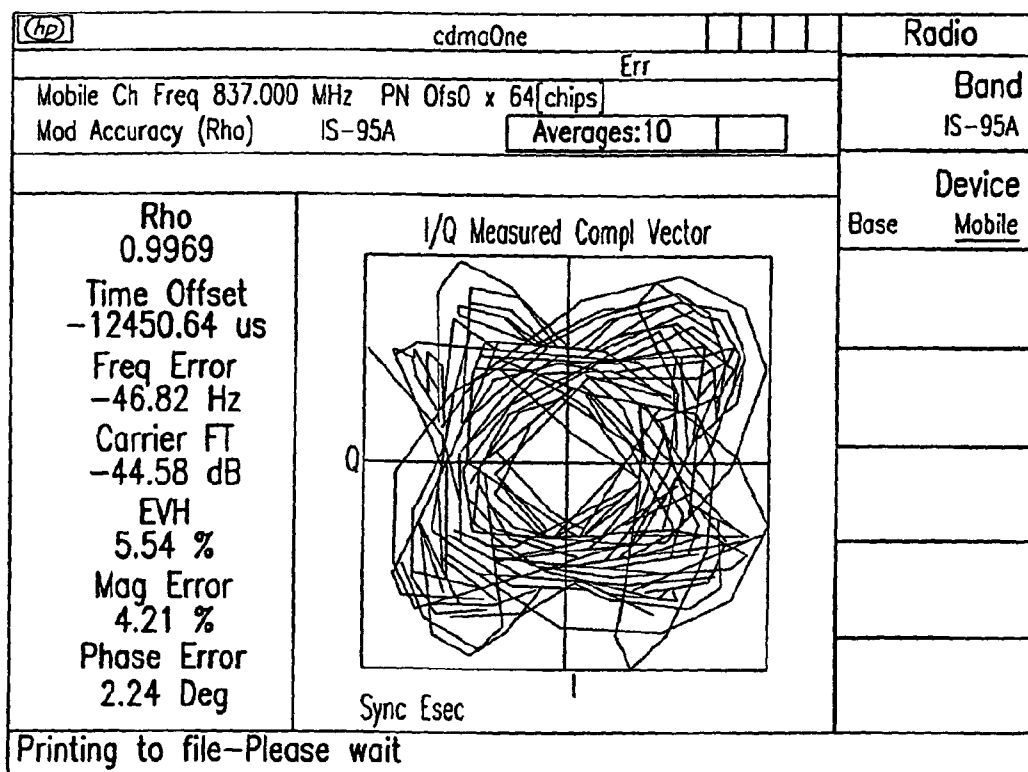 hp
cdmaOne
Radio
Err
Mobile Ch Freq 837.000 MHz PN Ofs0 x 64[chips]
Mod Accuracy (Rho) IS-95A Averages:10
Band
IS-95A
Device
Base Mobile
Rho
0.9969
Time Offset
-12450.64 us
Freq Error
-46.82 Hz
Carrier FT
-44.58 dB
EVH
5.54 %
Mag Error
4.21 %
Phase Error
2.24 Deg
I/Q Measured Compl Vector
Q
I
Sync Esec
Printing to file-Please wait